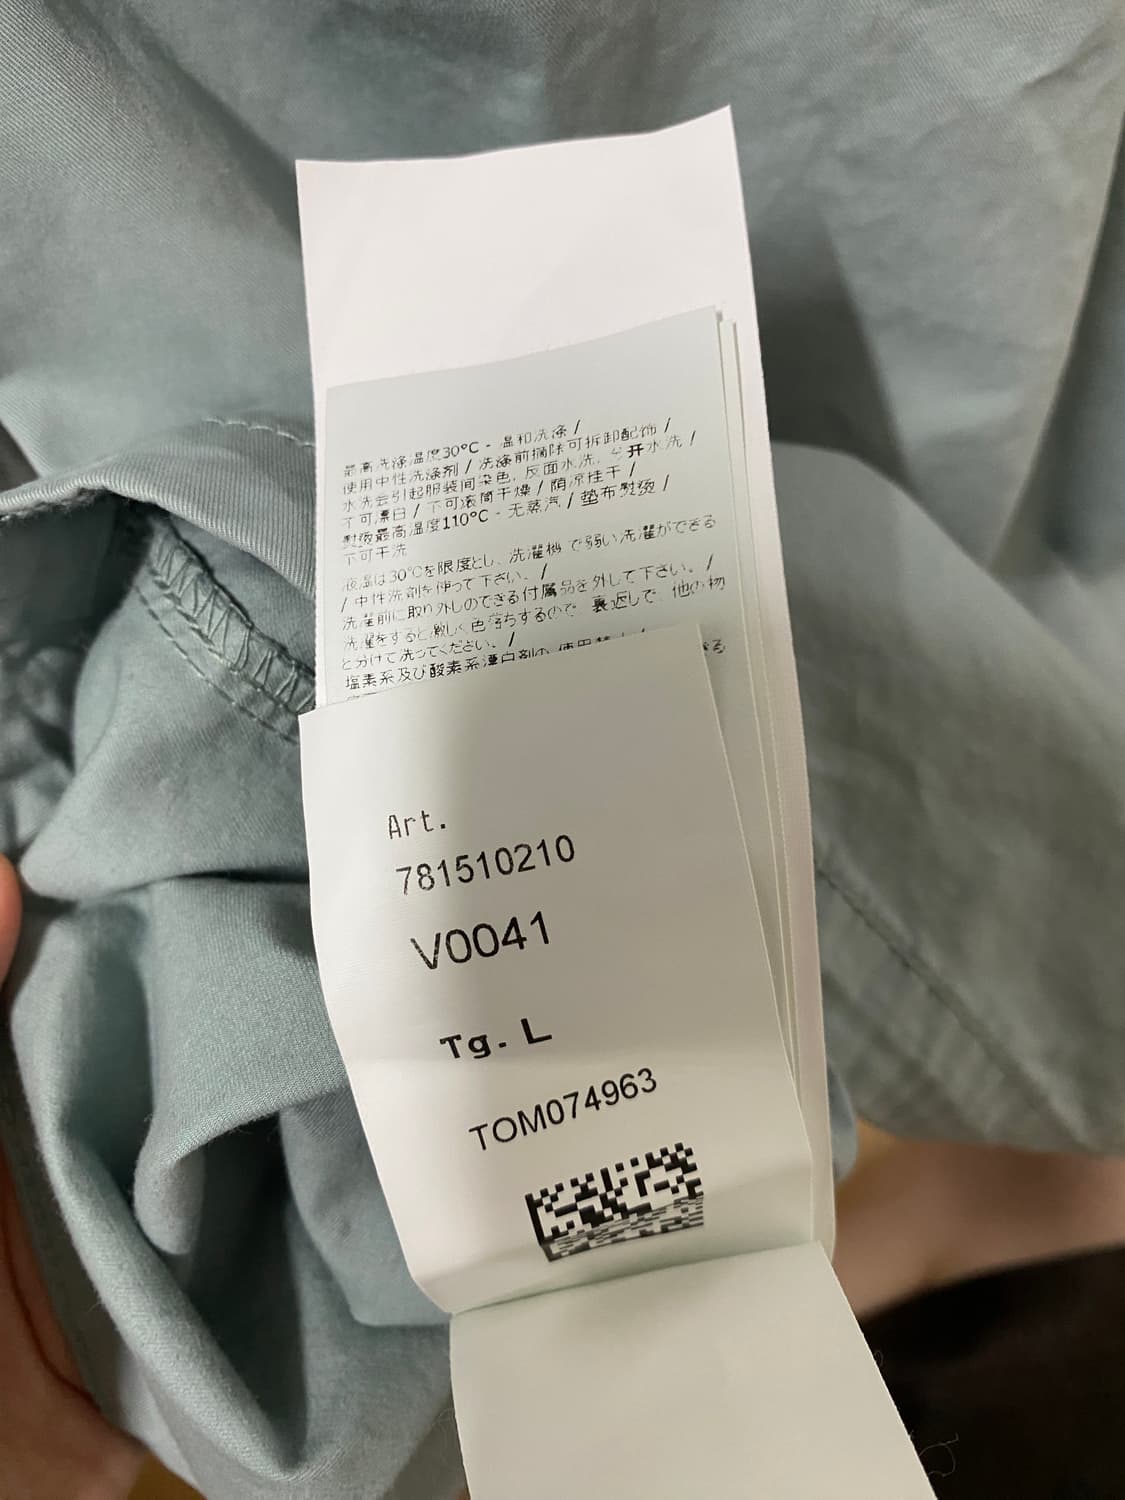 最高洗涤温度30°C - 温和洗涤 /
使用中性洗涤剂 / 洗涤前摘除可拆卸配饰 /
水洗会引起服装间染色, 反面水洗, 分开水洗 /
不可漂白 / 不可滚筒干燥 / 阴凉挂干 /
熨烫最高温度110°C - 无蒸汽 / 垫布熨烫 /
不可干洗
液温は30°Cを限度とし、洗濯機 で弱い洗濯ができる
/ 中性洗剤を使って下さい。 /
洗濯前に取り外しのできる付属品を外して下さい。 /
洗濯をすると激しく色落ちするので、裏返しで、他の物
と分けて洗ってください。 /
塩素系及び酸素系漂白剤の 使用禁止 /
Art.
781510210
V0041
Tg. L
TOM074963